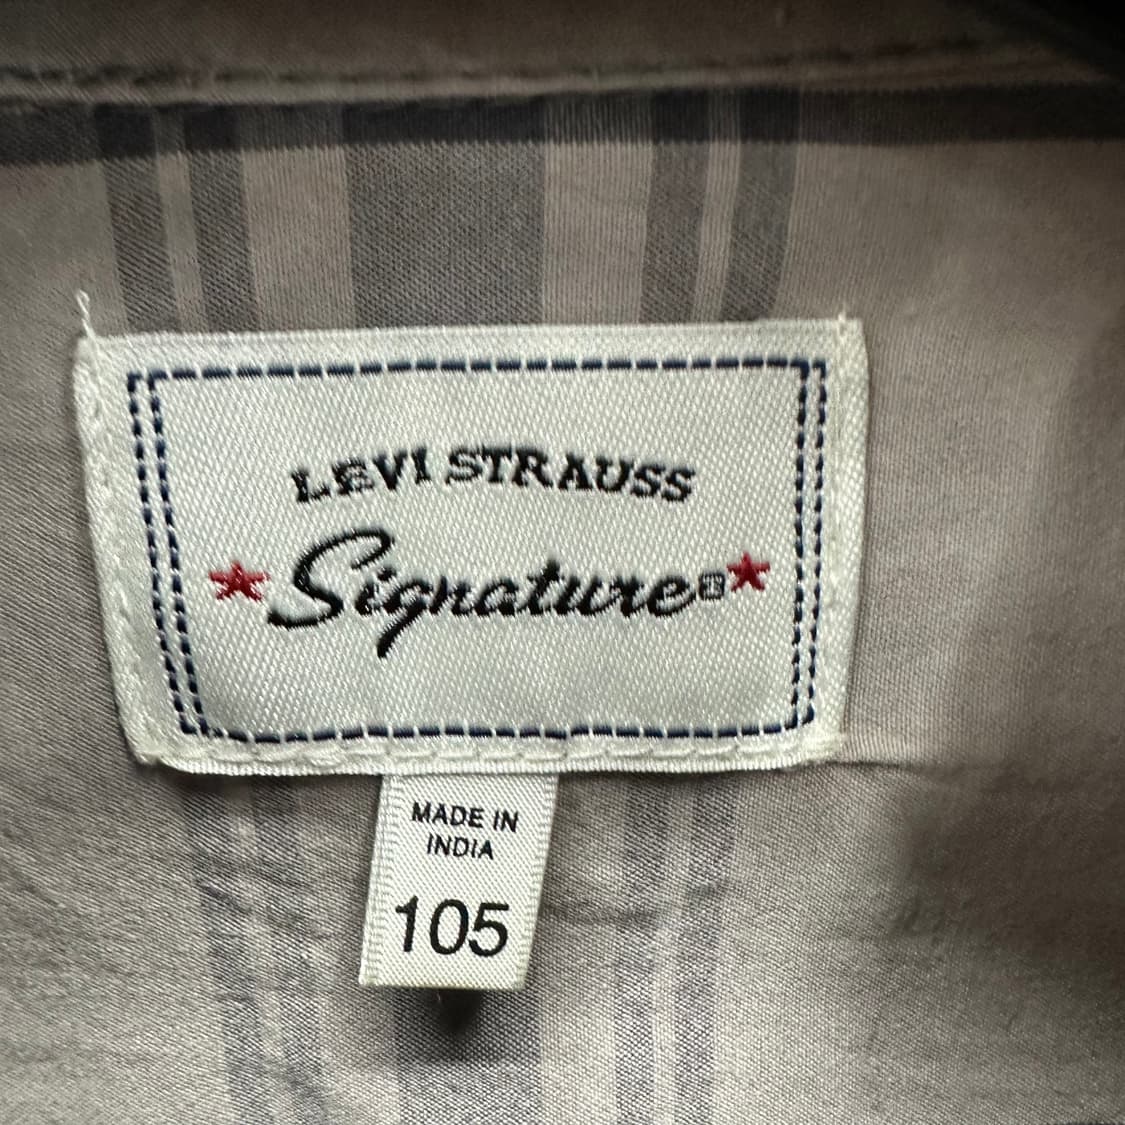 LEVI STRAUSS
Signature®
MADE IN
INDIA
105